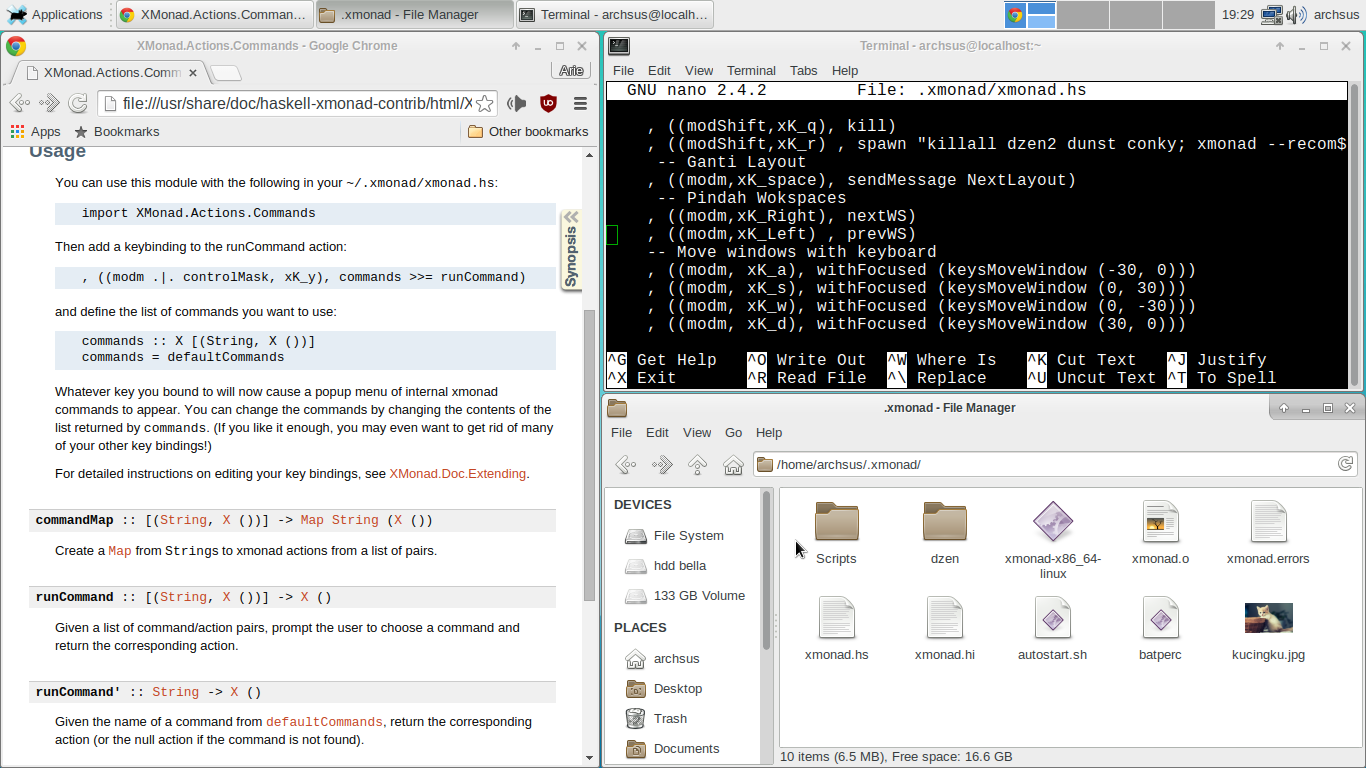 Applications
XMonad.Actions.Comman...
.xmonad - File Manager
Terminal - archsus@localh...
19:29
archsus
XMonad.Actions.Commands - Google Chrome
XMonad.Actions.Comm
Arie
file:///usr/share/doc/haskell-xmonad-contrib/html/X
Apps
Bookmarks
Other bookmarks
Usage
You can use this module with the following in your ~/.xmonad/xmonad.hs:
import XMonad.Actions.Commands
Then add a keybinding to the runCommand action:
, ((modm .|. controlMask, xK_y), commands >>= runCommand)
and define the list of commands you want to use:
commands :: X [(String, X ())]
commands = defaultCommands
Whatever key you bound to will now cause a popup menu of internal xmonad
commands to appear. You can change the commands by changing the contents of the
list returned by commands. (If you like it enough, you may even want to get rid of many
of your other key bindings!)
For detailed instructions on editing your key bindings, see XMonad.Doc.Extending.
commandMap :: [(String, X ())] -> Map String (X ())
Create a Map from Strings to xmonad actions from a list of pairs.
runCommand :: [(String, X ())] -> X ()
Given a list of command/action pairs, prompt the user to choose a command and
return the corresponding action.
runCommand' :: String -> X ()
Given the name of a command from defaultCommands, return the corresponding
action (or the null action if the command is not found).
Synopsis
Terminal - archsus@localhost:~
File Edit View Terminal Tabs Help
GNU nano 2.4.2 File: .xmonad/xmonad.hs
, ((modShift,xK_q), kill)
, ((modShift,xK_r) , spawn "killall dzen2 dunst conky; xmonad --recom$
-- Ganti Layout
, ((modm,xK_space), sendMessage NextLayout)
-- Pindah Wokspaces
, ((modm,xK_Right), nextWS)
, ((modm,xK_Left) , prevWS)
-- Move windows with keyboard
, ((modm, xK_a), withFocused (keysMoveWindow (-30, 0)))
, ((modm, xK_s), withFocused (keysMoveWindow (0, 30)))
, ((modm, xK_w), withFocused (keysMoveWindow (0, -30)))
, ((modm, xK_d), withFocused (keysMoveWindow (30, 0)))
^G Get Help ^O Write Out ^W Where Is ^K Cut Text ^J Justify
^X Exit ^R Read File ^\ Replace ^U Uncut Text ^T To Spell
.xmonad - File Manager
File Edit View Go Help
/home/archsus/.xmonad/
DEVICES
File System
hdd bella
133 GB Volume
PLACES
archsus
Desktop
Trash
Documents
Scripts
dzen
xmonad-x86_64-
linux
xmonad.o
xmonad.errors
xmonad.hs
xmonad.hi
autostart.sh
batperc
kucingku.jpg
10 items (6.5 MB), Free space: 16.6 GB